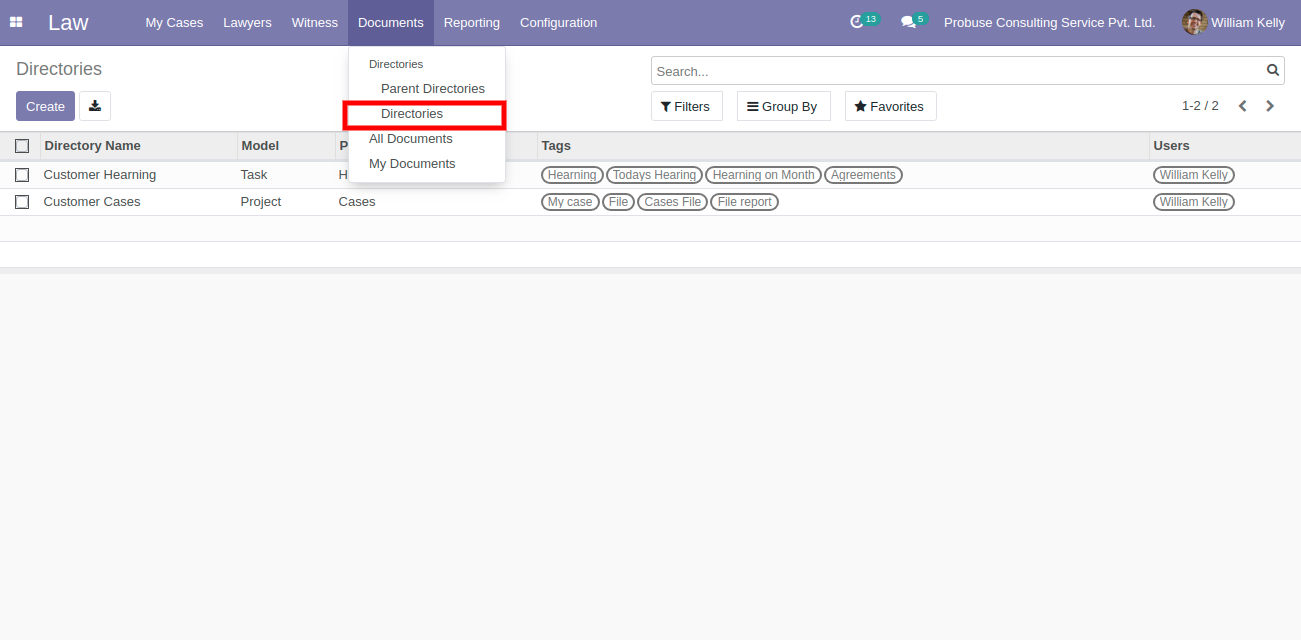 Law My Cases Lawyers Witness Documents Reporting Configuration 13 5 Probuse Consulting Service Pvt. Ltd. William Kelly
Directories
Search...
Create
Filters Group By Favorites 1-2 / 2
Directories
Parent Directories
Directories
All Documents
My Documents
Directory Name Model P Tags Users
Customer Hearning Task H Hearning Todays Hearing Hearning on Month Agreements William Kelly
Customer Cases Project Cases My case File Cases File File report William Kelly